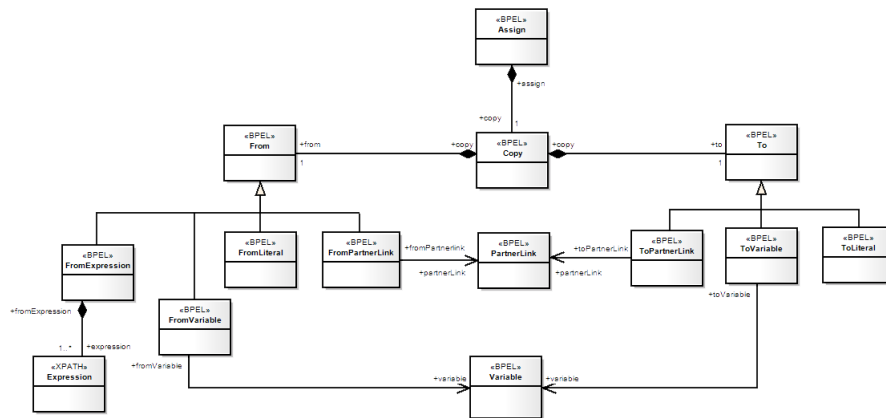 «BPEL»
Assign
+assign
+copy
1
«BPEL»
From
+from
1
+copy
«BPEL»
Copy
+copy
+to
1
«BPEL»
To
«BPEL»
FromExpression
«BPEL»
FromLiteral
«BPEL»
FromPartnerLink
+fromPartnerlink
+partnerLink
«BPEL»
PartnerLink
+toPartnerLink
+partnerLink
«BPEL»
ToPartnerLink
«BPEL»
ToVariable
«BPEL»
ToLiteral
+toVariable
+fromExpression
1..*
+expression
«BPEL»
FromVariable
+fromVariable
«XPATH»
Expression
+variable
«BPEL»
Variable
+variable